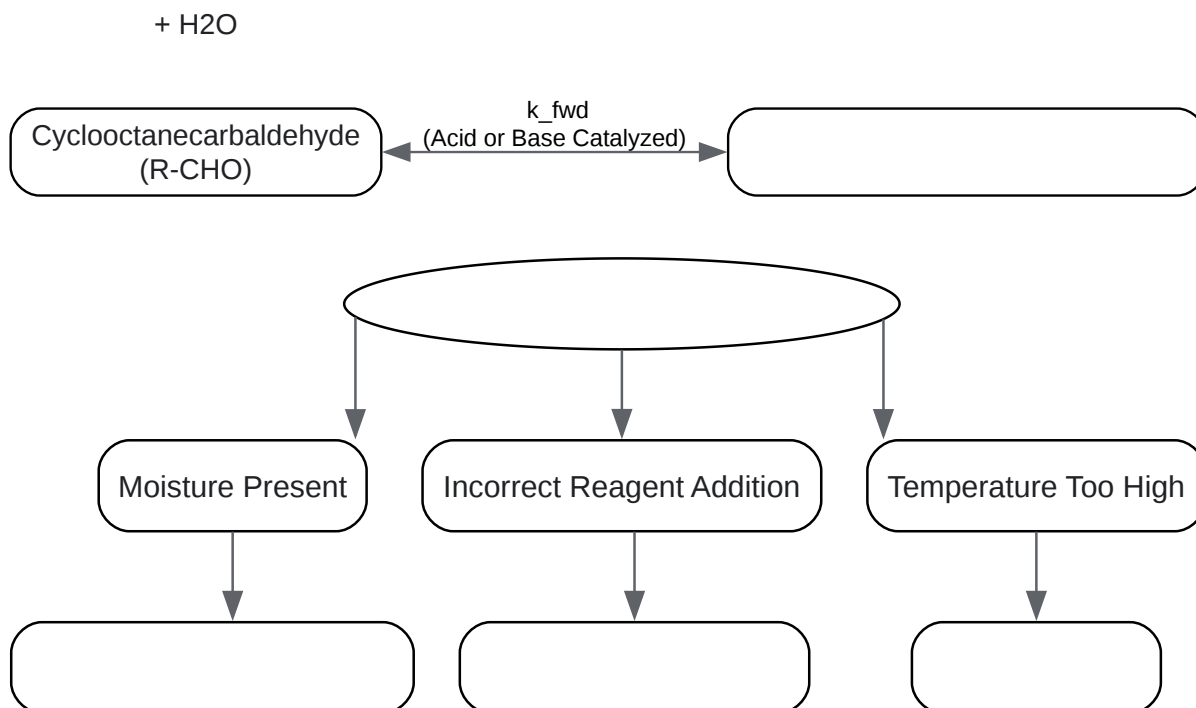 + H2O
k_fwd
(Acid or Base Catalyzed)
Cyclooctanecarbaldehyde
(R-CHO)
Moisture Present
Incorrect Reagent Addition
Temperature Too High